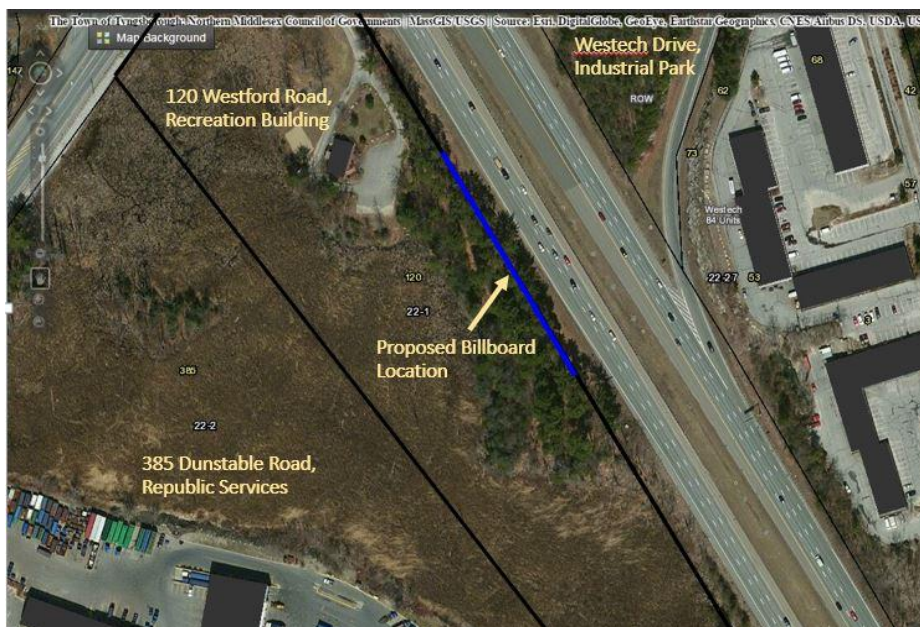 The Town of Tyngsborough; Northern Middlesex Council of Governments | MassGIS/USGS | Source: Esri, DigitalGlobe, GeoEye, Earthstar Geographics, CNES/Airbus DS, USDA, US
Map Background
147
120 Westford Road,
Recreation Building
Westech Drive,
Industrial Park
ROW
68
62
42
73
57
Westech
84 Units
22-27
53
120
22-1
Proposed Billboard
Location
385
22-2
385 Dunstable Road,
Republic Services